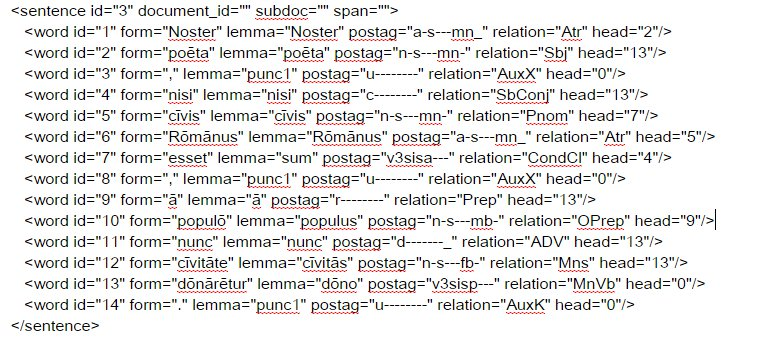 <sentence id="3" document_id="" subdoc="" span="">
<word id="1" form="Noster" lemma="Noster" postag="a-s---mn_" relation="Atr" head="2"/>
<word id="2" form="poēta" lemma="poēta" postag="n-s---mn-" relation="Sbj" head="13"/>
<word id="3" form="," lemma="punc1" postag="u--------" relation="AuxX" head="0"/>
<word id="4" form="nisi" lemma="nisi" postag="c--------" relation="SbConj" head="13"/>
<word id="5" form="cīvis" lemma="cīvis" postag="n-s---mn-" relation="Pnom" head="7"/>
<word id="6" form="Rōmānus" lemma="Rōmānus" postag="a-s---mn_" relation="Atr" head="5"/>
<word id="7" form="esset" lemma="sum" postag="v3sisa---" relation="CondCl" head="4"/>
<word id="8" form="," lemma="punc1" postag="u--------" relation="AuxX" head="0"/>
<word id="9" form="ā" lemma="ā" postag="r--------" relation="Prep" head="13"/>
<word id="10" form="populō" lemma="populus" postag="n-s---mb-" relation="OPrep" head="9"/>
<word id="11" form="nunc" lemma="nunc" postag="d-------_" relation="ADV" head="13"/>
<word id="12" form="cīvitāte" lemma="cīvitās" postag="n-s---fb-" relation="Mns" head="13"/>
<word id="13" form="dōnārētur" lemma="dōno" postag="v3sisp---" relation="MnVb" head="0"/>
<word id="14" form="." lemma="punc1" postag="u--------" relation="AuxK" head="0"/>
</sentence>